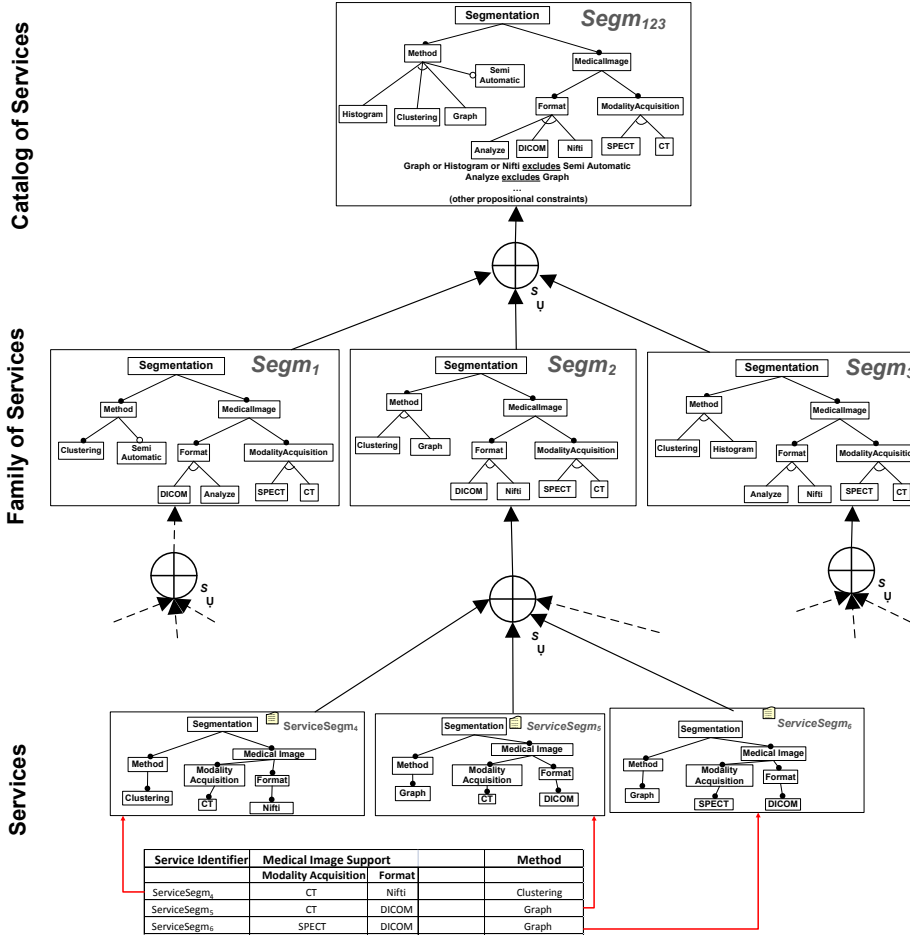 Catalog of Services
Segmentation
Segm123
Method
MedicalImage
Semi
Automatic
Histogram
Clustering
Graph
Format
ModalityAcquisition
Analyze
DICOM
Nifti
SPECT
CT
Graph or Histogram or Nifti excludes Semi Automatic
Analyze excludes Graph
...
(other propositional constraints)
S
Ụ
Family of Services
Segmentation
Segm1
Method
MedicalImage
Clustering
Semi
Automatic
Format
ModalityAcquisition
DICOM
Analyze
SPECT
CT
Segmentation
Segm2
Method
MedicalImage
Clustering
Graph
Format
ModalityAcquisition
DICOM
Nifti
SPECT
CT
Segmentation
Segm3
Method
MedicalImage
Clustering
Histogram
Format
ModalityAcquisition
Analyze
Nifti
SPECT
CT
S
Ụ
S
Ụ
S
Ụ
Services
Segmentation
ServiceSegm4
Method
Medical Image
Modality
Acquisition
Format
Clustering
CT
Nifti
Segmentation
ServiceSegm5
Method
Medical Image
Modality
Acquisition
Format
Graph
CT
DICOM
Segmentation
ServiceSegm6
Method
Medical Image
Modality
Acquisition
Format
Graph
SPECT
DICOM
Service Identifier Medical Image Support Method
Modality Acquisition Format
ServiceSegm4 CT Nifti Clustering
ServiceSegm5 CT DICOM Graph
ServiceSegm6 SPECT DICOM Graph